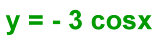 y = - 3 cosx